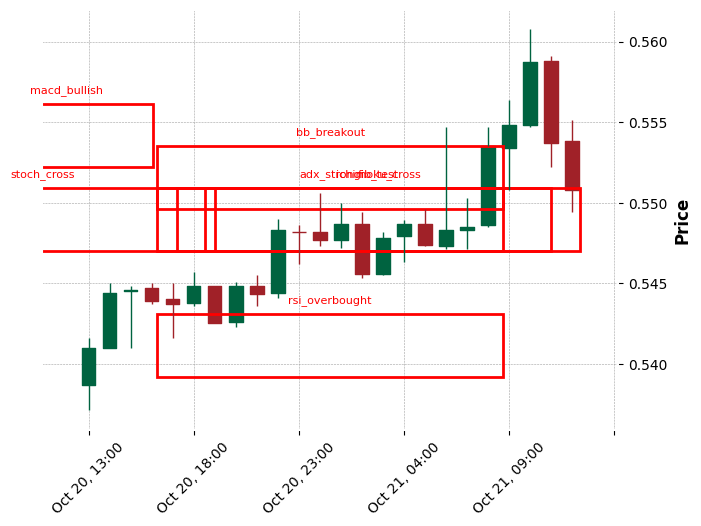 0.560
macd_bullish
0.555
bb_breakout
stoch_cross
0.550
Price
0.545
rsi_overbought
0.540
Oct 20, 13:00
Oct 20, 18:00
Oct 20, 23:00
Oct 21, 04:00
Oct 21, 09:00